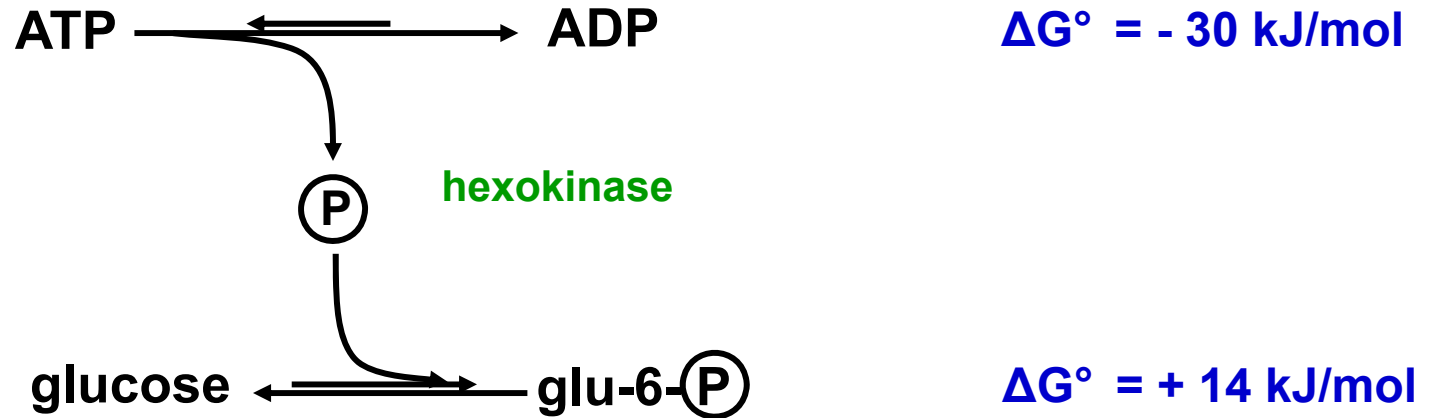 ATP ADP ΔG° = - 30 kJ/mol
P hexokinase
glucose glu-6-P ΔG° = + 14 kJ/mol